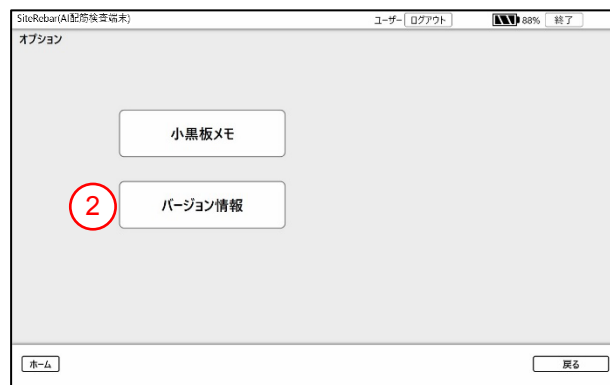 SiteRebar(AI配筋検査端末) ユーザー ログアウト 88% 終了
オプション
小黒板メモ
2 バージョン情報
ホーム 戻る